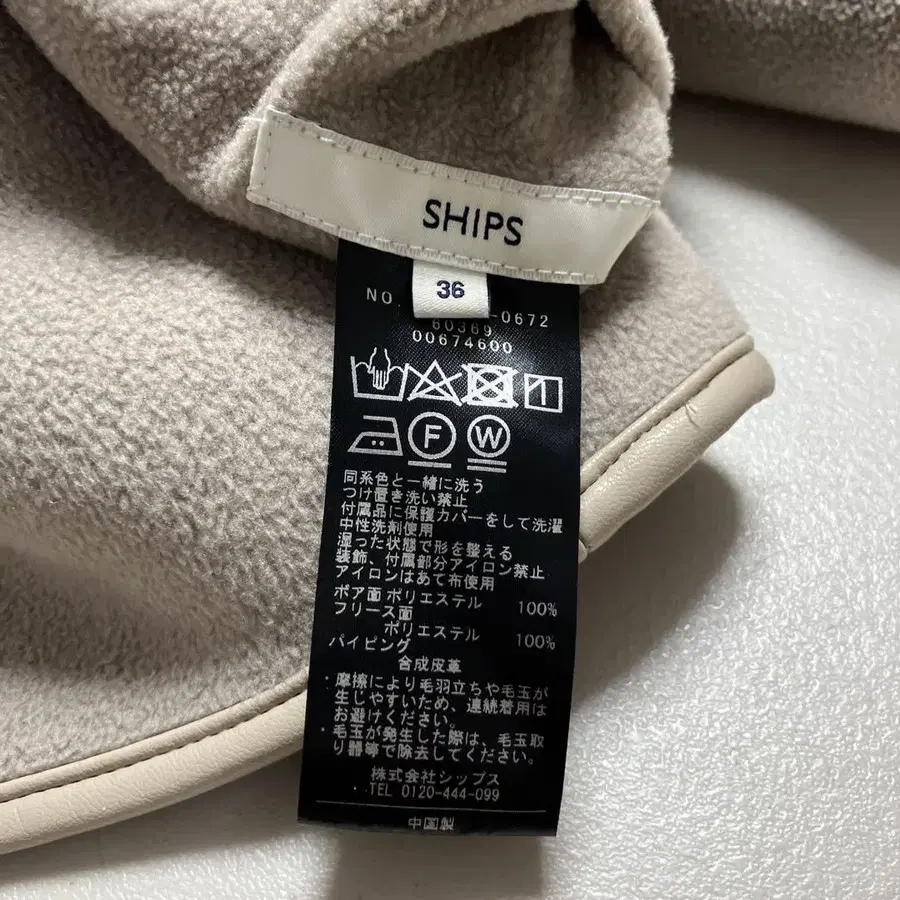 SHIPS
36
NO. -0672
60369
00674600
F W
同系色と一緒に洗う
つけ置き洗い禁止
付属品に保護カバーをして洗濯
中性洗剤使用
湿った状態で形を整える
装飾、付属部分アイロン禁止
アイロンはあて布使用
ボア面 ポリエステル 100%
フリース面
ポリエステル 100%
パイピング
合成皮革
・摩擦により毛羽立ちや毛玉が
生じやすいため、連続着用は
お避けください。
・毛玉が発生した際は、毛玉取
り器等で除去してください。
株式会社シップス
TEL 0120-444-099
中国製